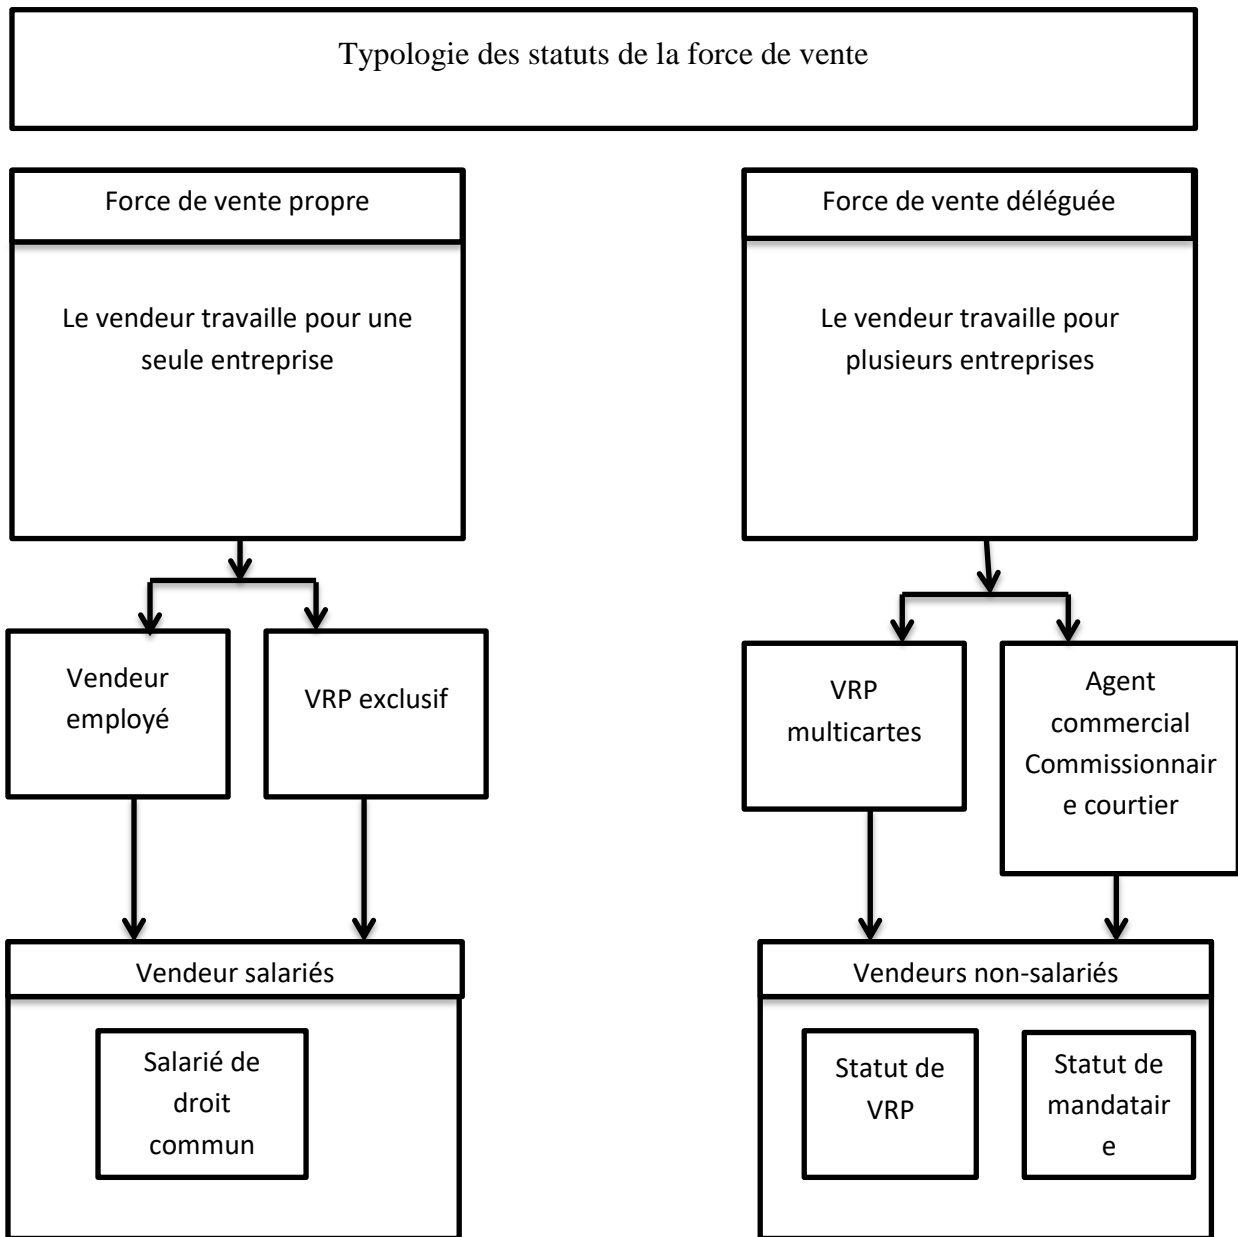 Typologie des statuts de la force de vente
Force de vente propre
Le vendeur travaille pour une
seule entreprise
Force de vente déléguée
Le vendeur travaille pour
plusieurs entreprises
Vendeur
employé
VRP exclusif
VRP
multicartes
Agent
commercial
Commissionnair
e courtier
Vendeur salariés
Salarié de
droit
commun
Vendeurs non-salariés
Statut de
VRP
Statut de
mandatair
e